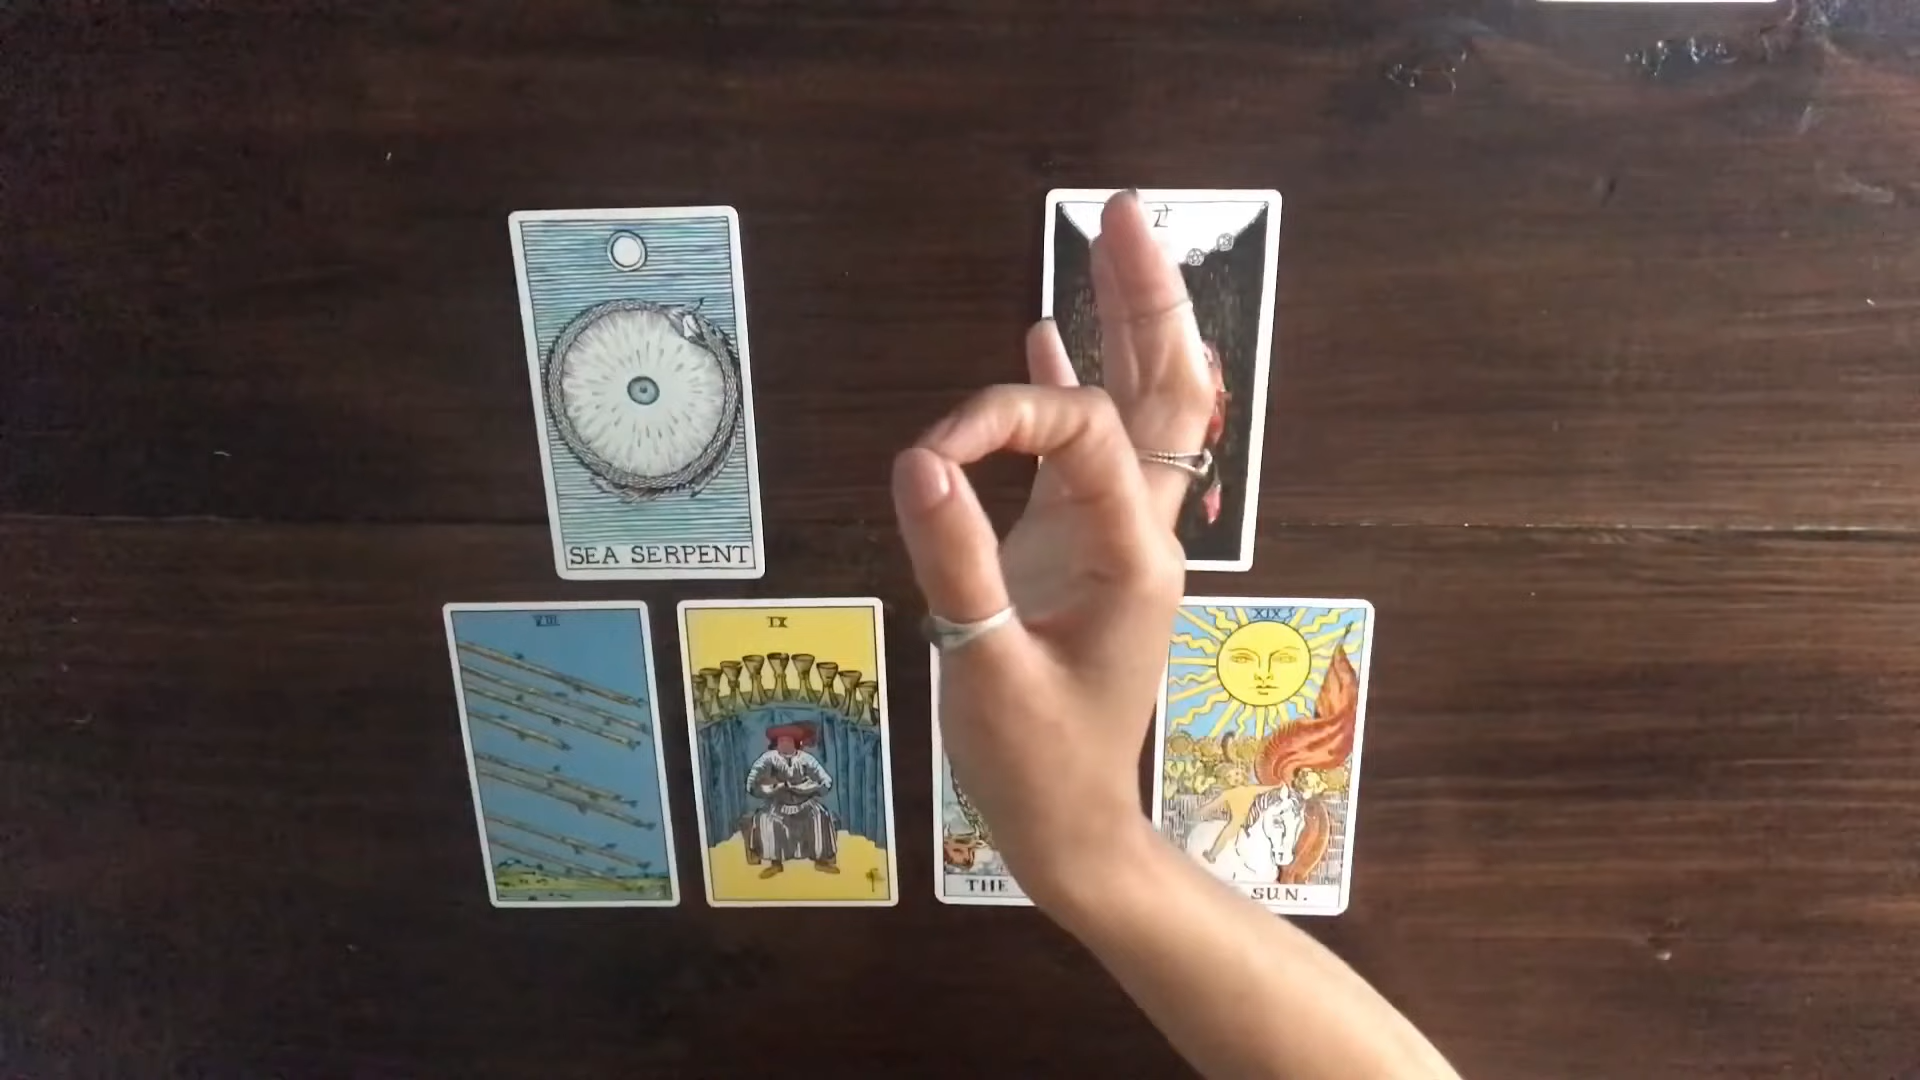 SEA SERPENT
VIII
IX
XIX
THE
SUN.